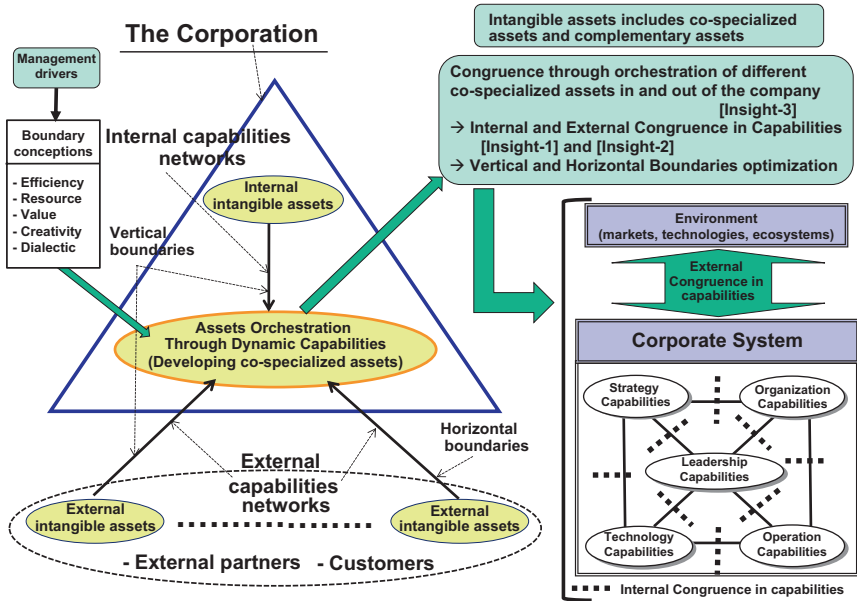 The Corporation
Management
drivers
Boundary
conceptions
- Efficiency
- Resource
- Value
- Creativity
- Dialectic
Internal capabilities
networks
Internal
intangible assets
Vertical
boundaries
Assets Orchestration
Through Dynamic Capabilities
(Developing co-specialized assets)
Horizontal
boundaries
External
capabilities
networks
External
intangible assets
External
intangible assets
- External partners - Customers
Intangible assets includes co-specialized
assets and complementary assets
Congruence through orchestration of different
co-specialized assets in and out of the company
[Insight-3]
→ Internal and External Congruence in Capabilities
[Insight-1] and [Insight-2]
→ Vertical and Horizontal Boundaries optimization
Environment
(markets, technologies, ecosystems)
External
Congruence in
capabilities
Corporate System
Strategy
Capabilities
Organization
Capabilities
Leadership
Capabilities
Technology
Capabilities
Operation
Capabilities
Internal Congruence in capabilities